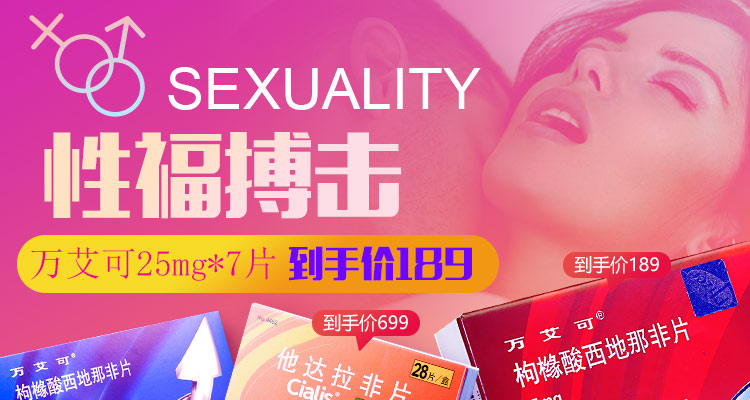 SEXUALITY
性福搏击
万艾可25mg*7片 到手价189
到手价189
到手价699
万艾可®
枸橼酸西地那非片
他达拉非片
Cialis
28片/盒
万艾可®
枸橼酸西地那非片